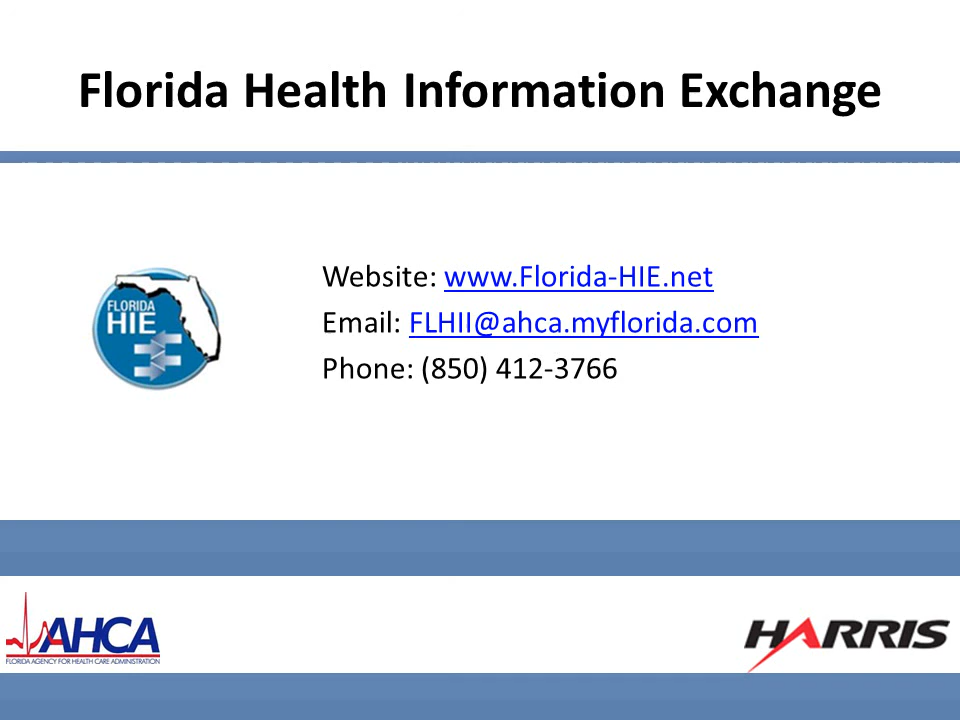 Florida Health Information Exchange
FLORIDA
HIE
Website: www.Florida-HIE.net
Email: FLHII@ahca.myflorida.com
Phone: (850) 412-3766
AHCA
FLORIDA AGENCY FOR HEALTH CARE ADMINISTRATION
HARRIS